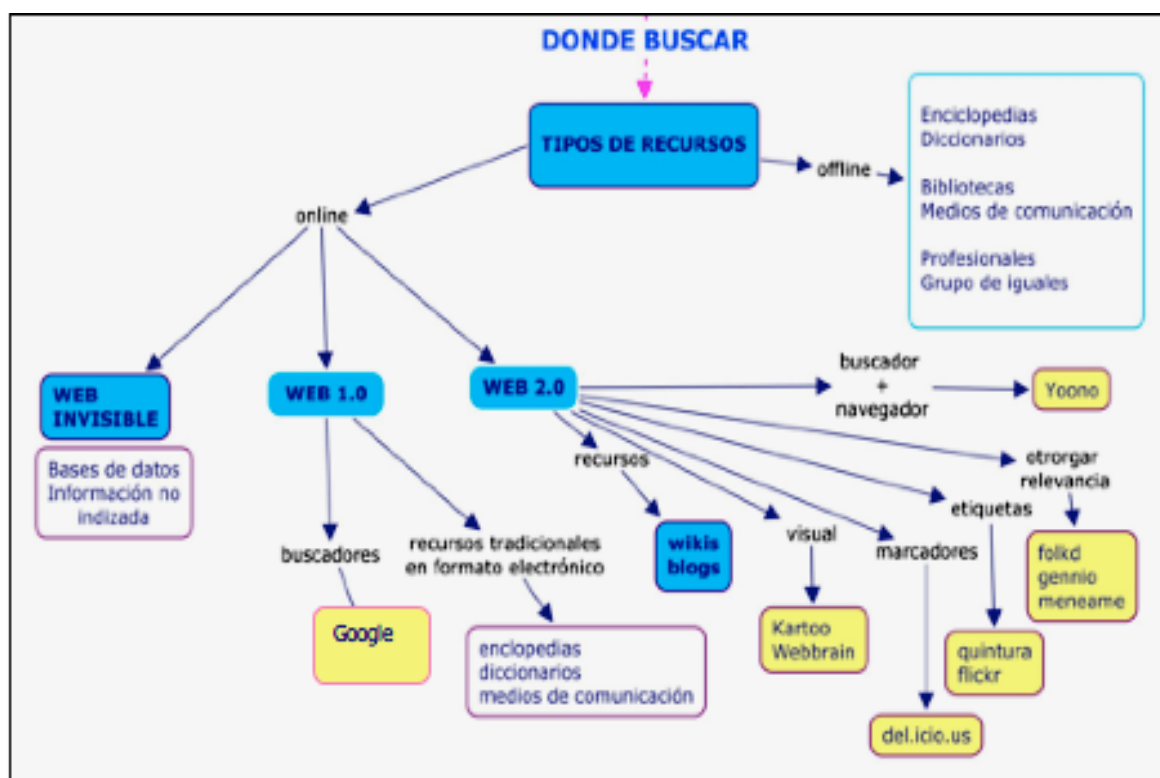 DONDE BUSCAR
TIPOS DE RECURSOS
offline
Enciclopedias
Diccionarios
Bibliotecas
Medios de comunicación
Profesionales
Grupo de iguales
online
WEB
INVISIBLE
Bases de datos
Información no
indizada
WEB 1.0
buscadores
Google
recursos tradicionales
en formato electrónico
enclopedias
diccionarios
medios de comunicación
WEB 2.0
recursos
wikis
blogs
visual
Kartoo
Webbrain
marcadores
del.icio.us
etiquetas
quintura
flickr
otrorgar
relevancia
folkd
gennio
meneame
buscador
+
navegador
Yoono